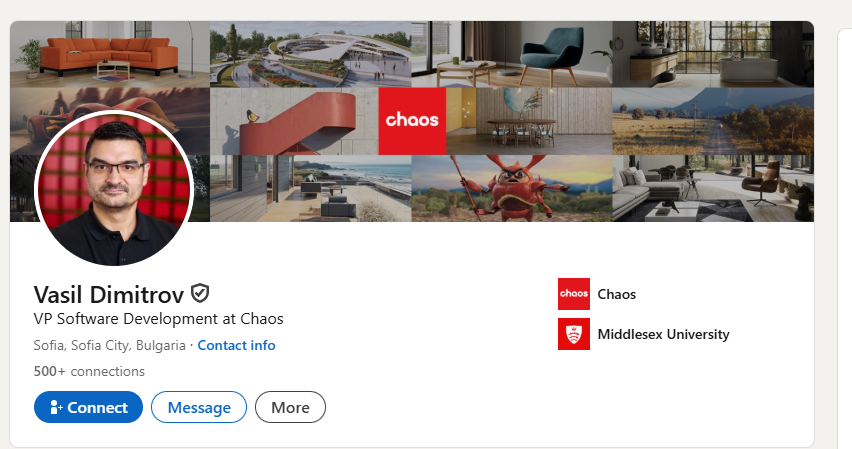 chaos
Vasil Dimitrov
VP Software Development at Chaos
Sofia, Sofia City, Bulgaria · Contact info
500+ connections
Connect
Message
More
chaos Chaos
Middlesex University